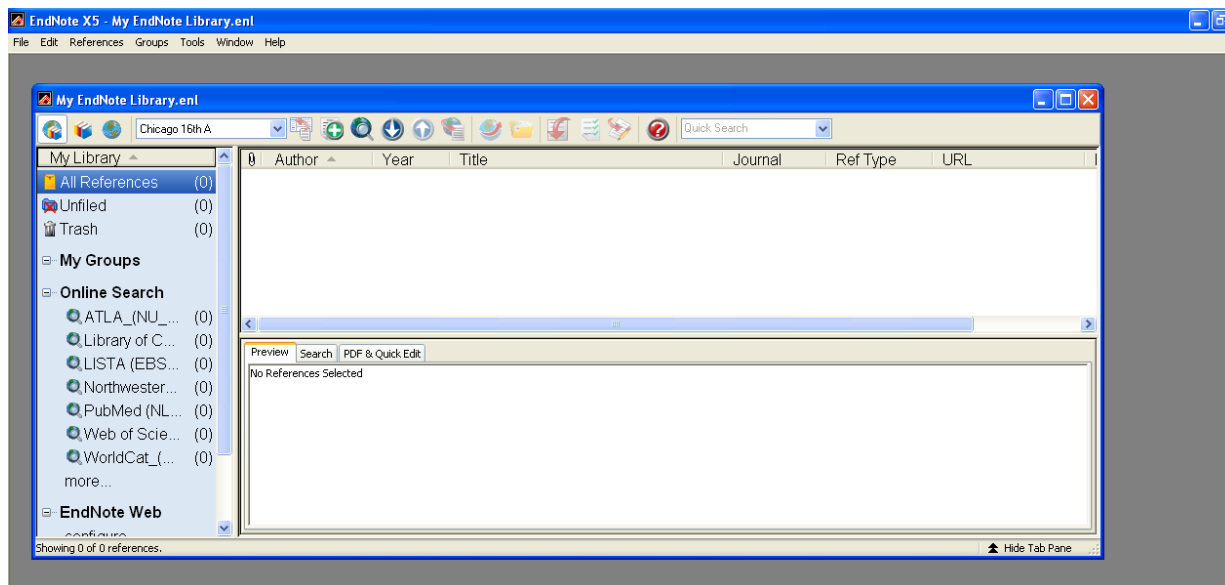 EndNote X5 - My EndNote Library.enl
File Edit References Groups Tools Window Help
My EndNote Library.enl
Chicago 16th A
Quick Search
My Library
All References (0)
Unfiled (0)
Trash (0)
My Groups
Online Search
ATLA_(NU_... (0)
Library of C... (0)
LISTA (EBS... (0)
Northwester... (0)
PubMed (NL... (0)
Web of Scie... (0)
WorldCat_(... (0)
more...
EndNote Web
configure...
Author Year Title Journal Ref Type URL
Preview Search PDF & Quick Edit
No References Selected
Showing 0 of 0 references.
Hide Tab Pane